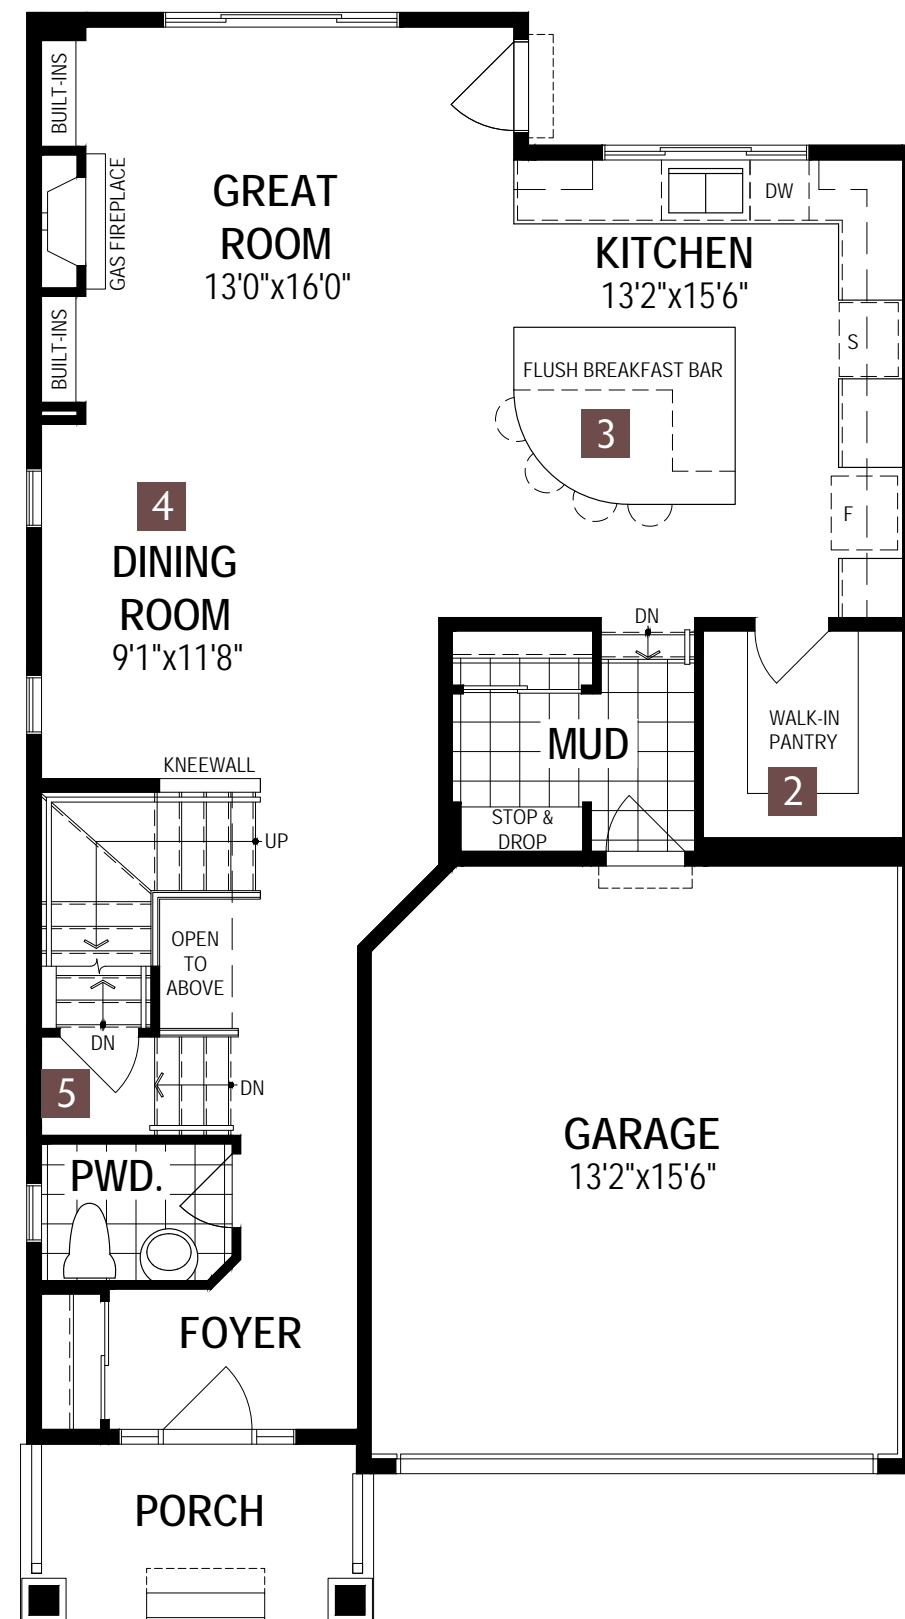 BUILT-INS
GAS FIREPLACE
BUILT-INS
GREAT
ROOM
13'0"x16'0"
DW
KITCHEN
13'2"x15'6"
S
FLUSH BREAKFAST BAR
3
F
4
DINING
ROOM
9'1"x11'8"
DN
MUD
WALK-IN
PANTRY
2
STOP &
DROP
KNEEWALL
UP
OPEN
TO
ABOVE
DN
5
DN
PWD.
GARAGE
13'2"x15'6"
FOYER
PORCH